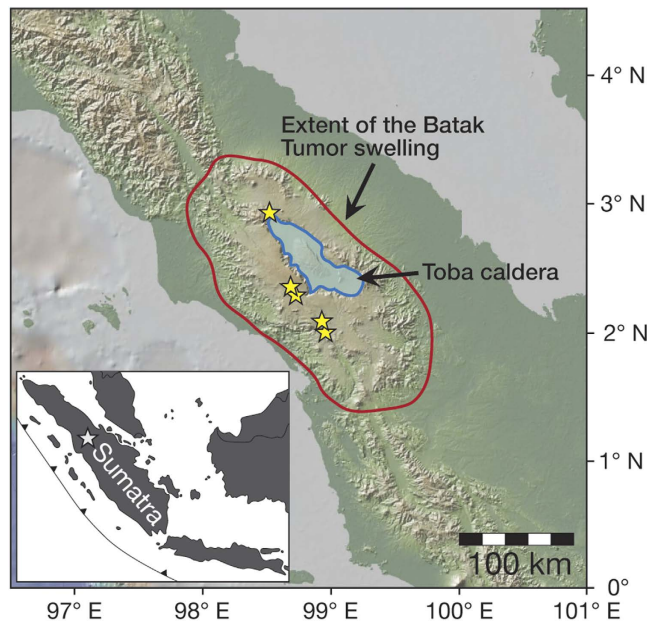 4° N
Extent of the Batak
Tumor swelling
3° N
Toba caldera
2° N
Sumatra
1° N
100 km
0°
97° E
98° E
99° E
100° E
101° E